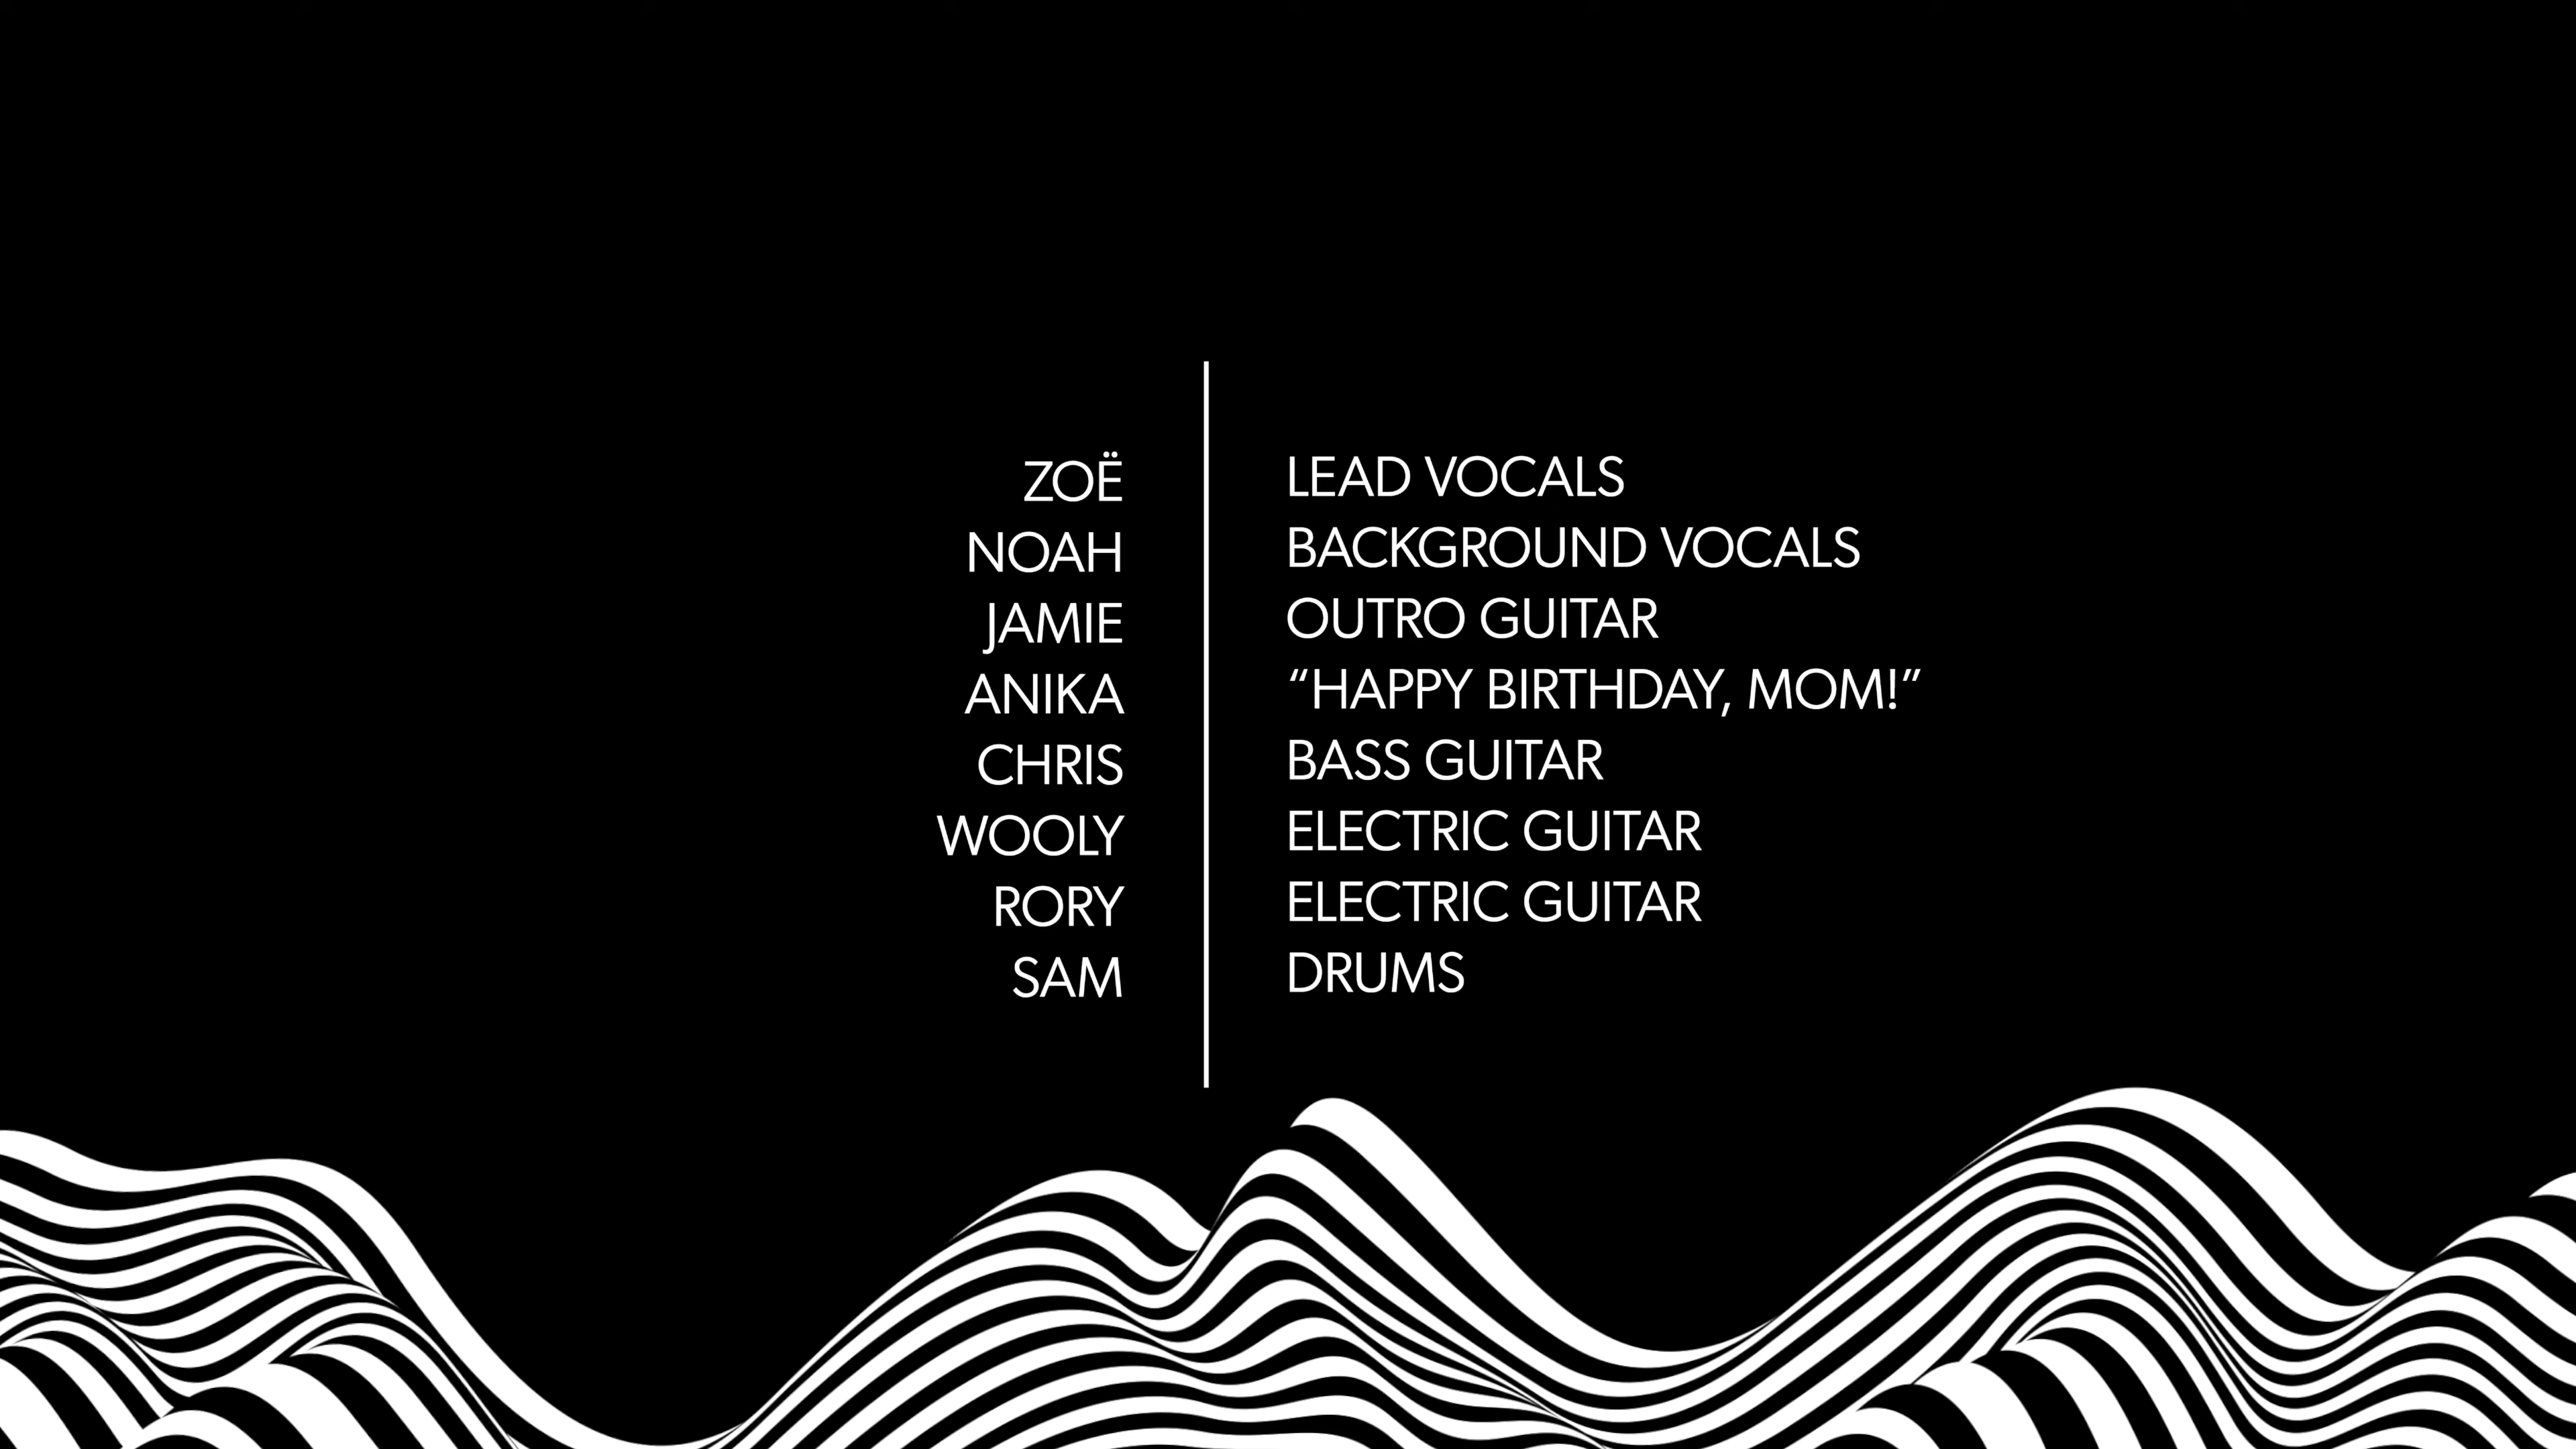 ZOË LEAD VOCALS
NOAH BACKGROUND VOCALS
JAMIE OUTRO GUITAR
ANIKA “HAPPY BIRTHDAY, MOM!”
CHRIS BASS GUITAR
WOOLY ELECTRIC GUITAR
RORY ELECTRIC GUITAR
SAM DRUMS